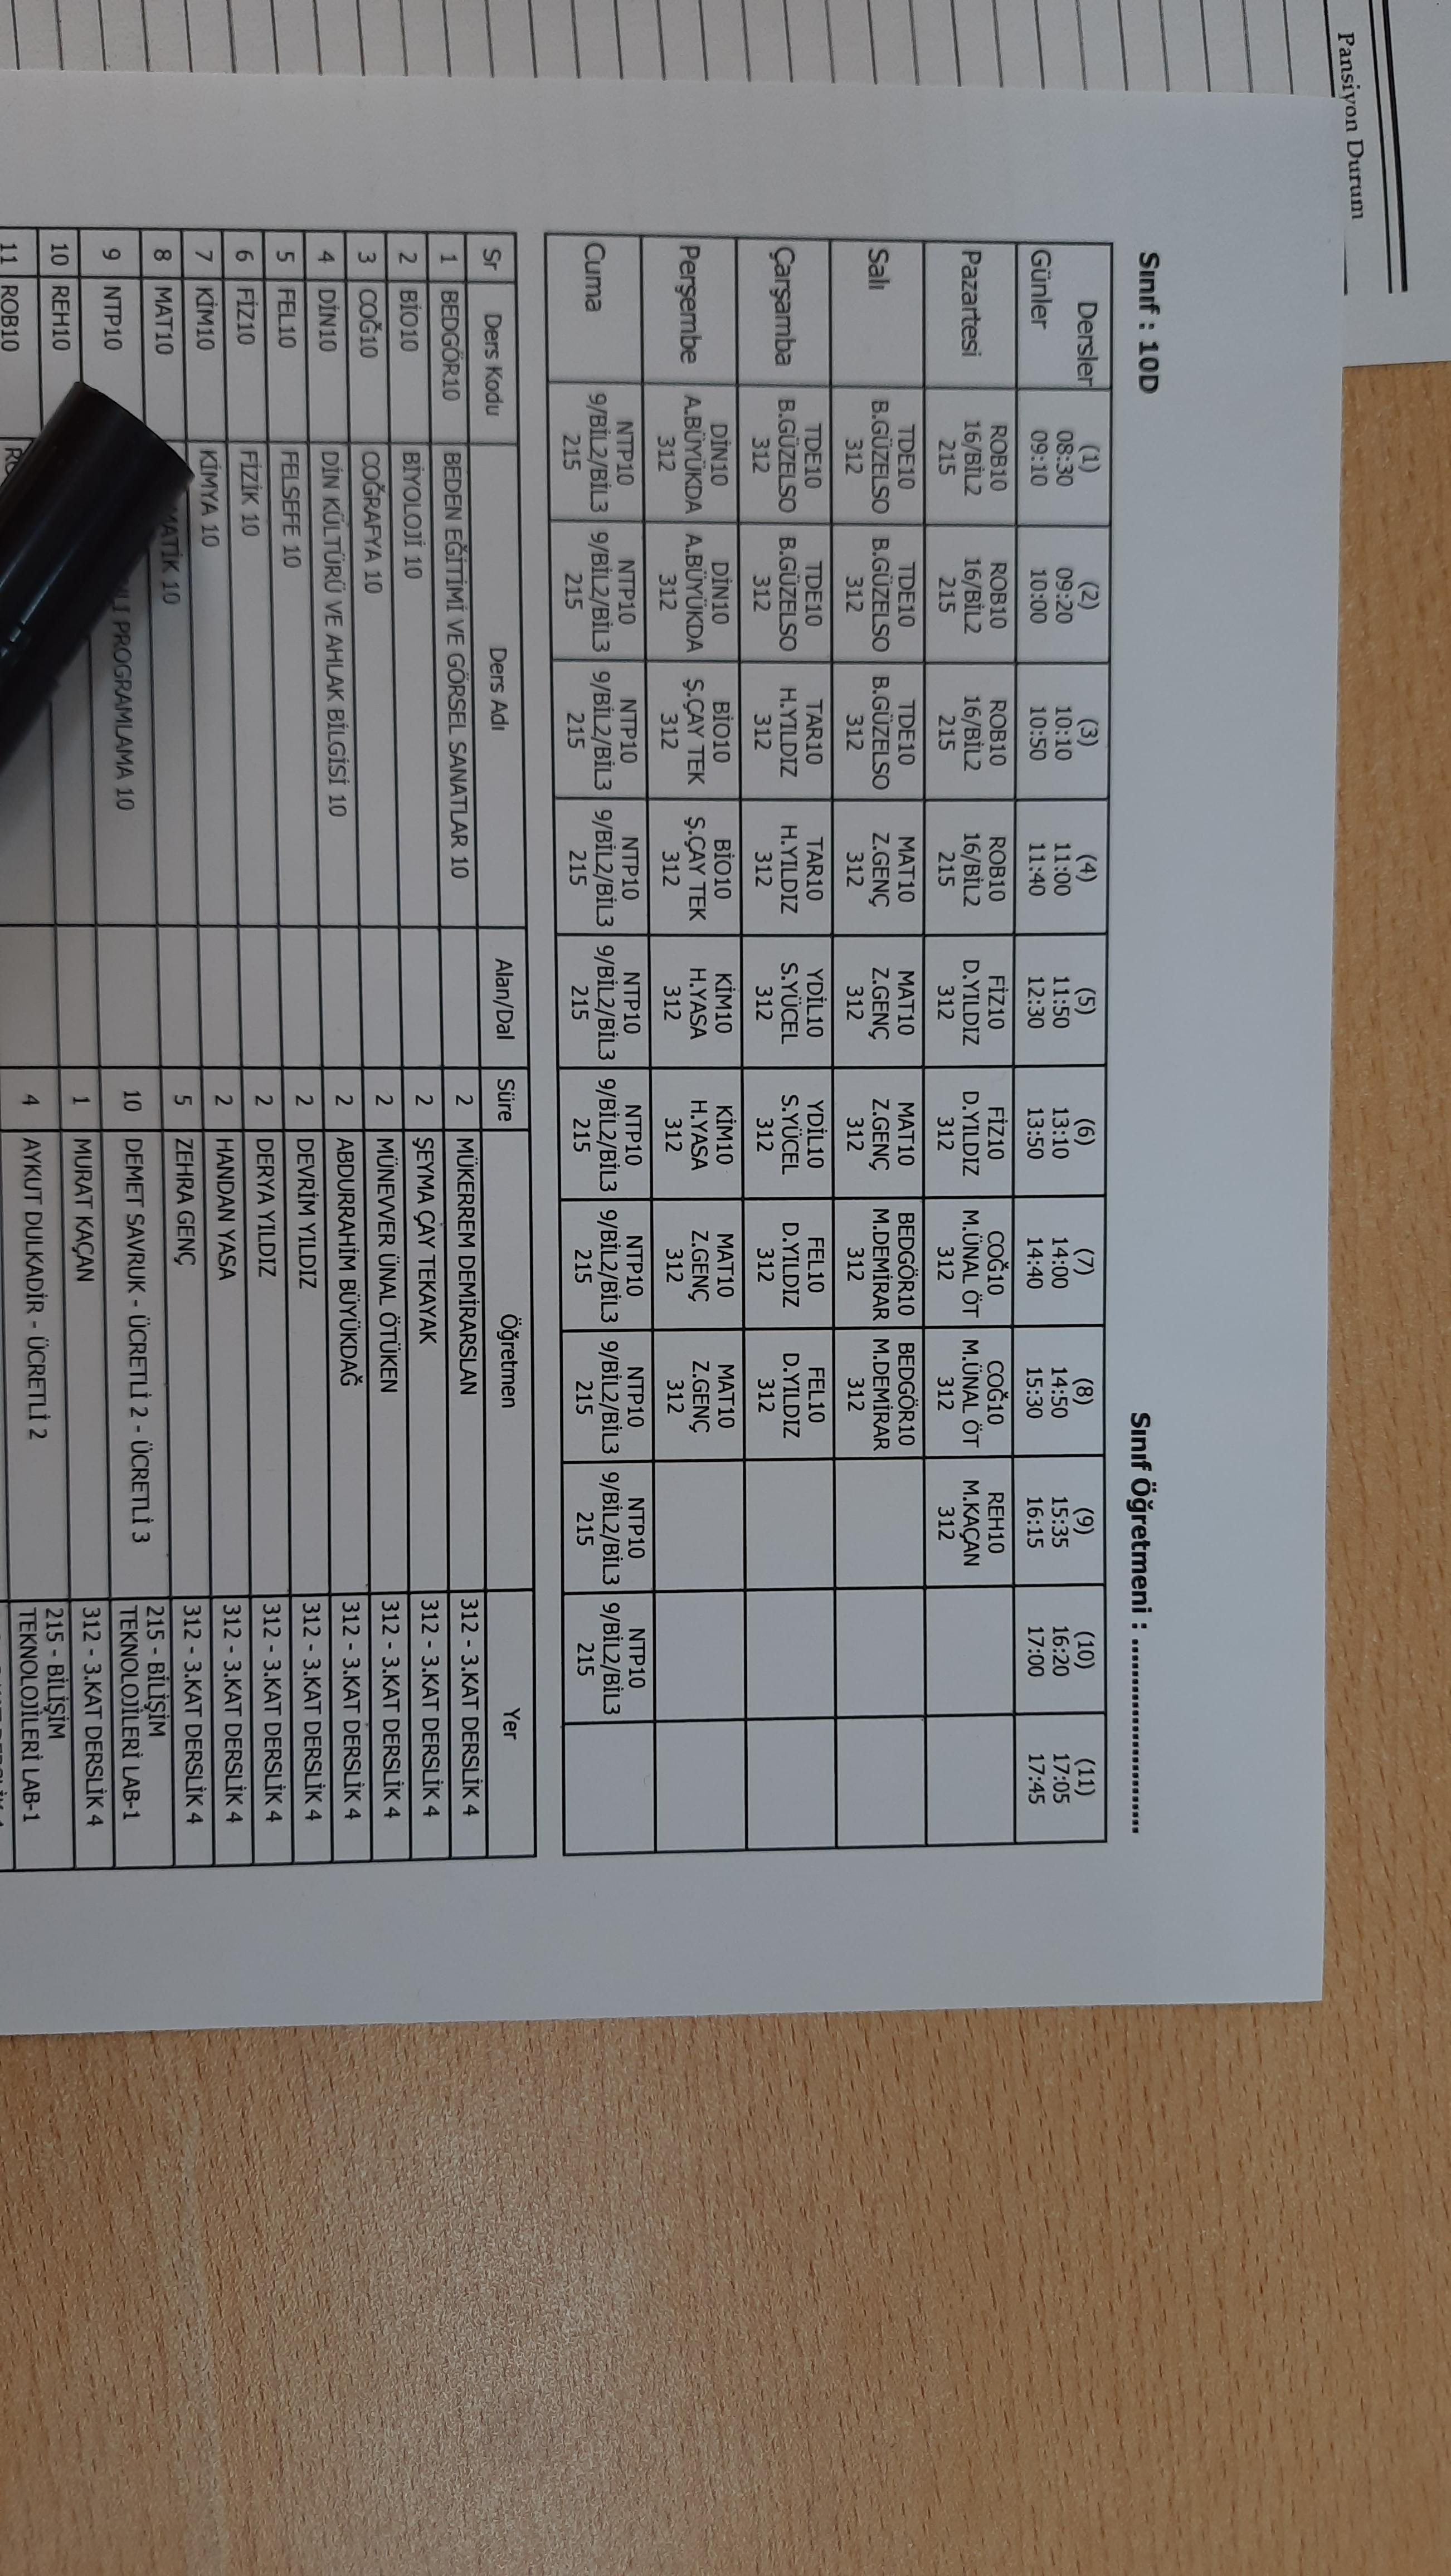 Pansiyon Durum
Sınıf : 10D Sınıf Öğretmeni : ................................
Dersler (1) (2) (3) (4) (5) (6) (7) (8) (9) (10) (11)
08:30 09:20 10:10 11:00 11:50 13:10 14:00 14:50 15:35 16:20 17:05
Günler 09:10 10:00 10:50 11:40 12:30 13:50 14:40 15:30 16:15 17:00 17:45
ROB10 ROB10 ROB10 ROB10 FİZ10 FİZ10 COĞ10 COĞ10 REH10
Pazartesi 16/BİL2 16/BİL2 16/BİL2 16/BİL2 D.YILDIZ D.YILDIZ M.ÜNAL ÖT M.ÜNAL ÖT M.KAÇAN
215 215 215 215 312 312 312 312 312
TDE10 TDE10 TDE10 MAT10 MAT10 MAT10 BEDGÖR10 BEDGÖR10
Salı B.GÜZELSO B.GÜZELSO B.GÜZELSO Z.GENÇ Z.GENÇ Z.GENÇ M.DEMİRAR M.DEMİRAR
312 312 312 312 312 312 312 312
TDE10 TDE10 TAR10 TAR10 YDİL10 YDİL10 FEL10 FEL10
Çarşamba B.GÜZELSO B.GÜZELSO H.YILDIZ H.YILDIZ S.YÜCEL S.YÜCEL D.YILDIZ D.YILDIZ
312 312 312 312 312 312 312 312
DİN10 DİN10 BİO10 BİO10 KİM10 KİM10 MAT10 MAT10
Perşembe A.BÜYÜKDA A.BÜYÜKDA Ş.ÇAY TEK Ş.ÇAY TEK H.YASA H.YASA Z.GENÇ Z.GENÇ
312 312 312 312 312 312 312 312
NTP10 NTP10 NTP10 NTP10 NTP10 NTP10 NTP10 NTP10 NTP10 NTP10
Cuma 9/BİL2/BİL3 9/BİL2/BİL3 9/BİL2/BİL3 9/BİL2/BİL3 9/BİL2/BİL3 9/BİL2/BİL3 9/BİL2/BİL3 9/BİL2/BİL3 9/BİL2/BİL3 9/BİL2/BİL3
215 215 215 215 215 215 215 215 215 215
Sr Ders Kodu Ders Adı Alan/Dal Süre Öğretmen Yer
1 BEDGÖR10 BEDEN EĞİTİMİ VE GÖRSEL SANATLAR 10 2 MÜKERREM DEMİRARSLAN 312 - 3.KAT DERSLİK 4
2 BİO10 BİYOLOJİ 10 2 ŞEYMA ÇAY TEKAYAK 312 - 3.KAT DERSLİK 4
3 COĞ10 COĞRAFYA 10 2 MÜNEVVER ÜNAL ÖTÜKEN 312 - 3.KAT DERSLİK 4
4 DİN10 DİN KÜLTÜRÜ VE AHLAK BİLGİSİ 10 2 ABDURRAHİM BÜYÜKDAĞ 312 - 3.KAT DERSLİK 4
5 FEL10 FELSEFE 10 2 DEVRİM YILDIZ 312 - 3.KAT DERSLİK 4
6 FİZ10 FİZİK 10 2 DERYA YILDIZ 312 - 3.KAT DERSLİK 4
7 KİM10 KİMYA 10 2 HANDAN YASA 312 - 3.KAT DERSLİK 4
8 MAT10 MATİK 10 5 ZEHRA GENÇ 312 - 3.KAT DERSLİK 4
215 - BİLİŞİM
9 NTP10 PROGRAMLAMA 10 10 DEMET SAVRUK - ÜCRETLİ 2 - ÜCRETLİ 3 TEKNOLOJİLERİ LAB-1
10 REH10 1 MURAT KAÇAN 312 - 3.KAT DERSLİK 4
215 - BİLİŞİM
11 ROB10 4 AYKUT DULKADİR - ÜCRETLİ 2 TEKNOLOJİLERİ LAB-1